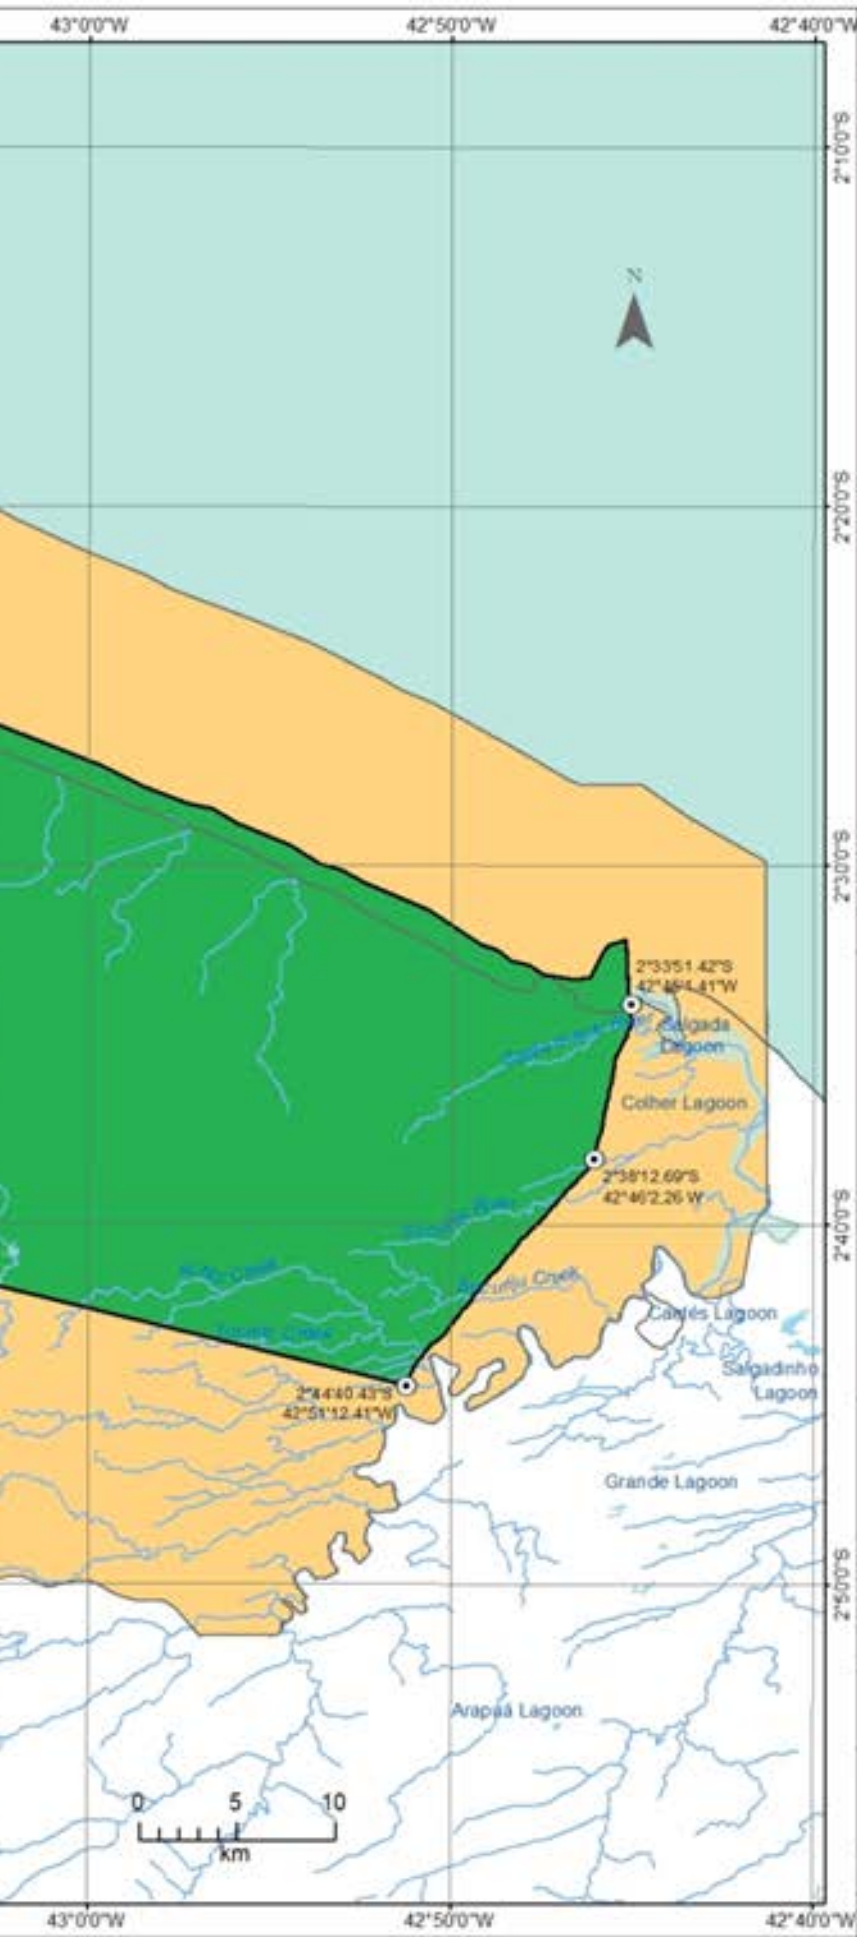 43°0'0"W 42°50'0"W 42°40'0"W
2°10'0"S
N
2°20'0"S
2°30'0"S
2°33'51.42"S
Salgada
Lagoon
Colher Lagoon
2°38'12.69"S
42°46'2.26 W
2°40'0"S
Creek
Caetés Lagoon
Salgadinho
Lagoon
2°44'40.43"S
42°51'12.41"W
Grande Lagoon
2°50'0"S
Arapaá Lagoon
0 5 10
km
43°0'0"W 42°50'0"W 42°40'0"W